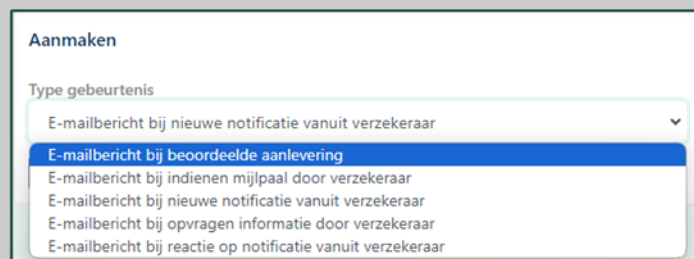 Aanmaken
Type gebeurtenis
E-mailbericht bij nieuwe notificatie vanuit verzekeraar
E-mailbericht bij beoordeelde aanlevering
E-mailbericht bij indienen mijlpaal door verzekeraar
E-mailbericht bij nieuwe notificatie vanuit verzekeraar
E-mailbericht bij opvragen informatie door verzekeraar
E-mailbericht bij reactie op notificatie vanuit verzekeraar